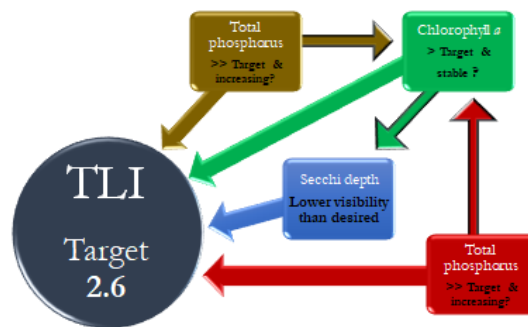 Total
phosphorus
>> Target &
increasing?
Chlorophyll a
> Target &
stable ?
TLI
Target
2.6
Secchi depth
Lower visibility
than desired
Total
phosphorus
>> Target &
increasing?